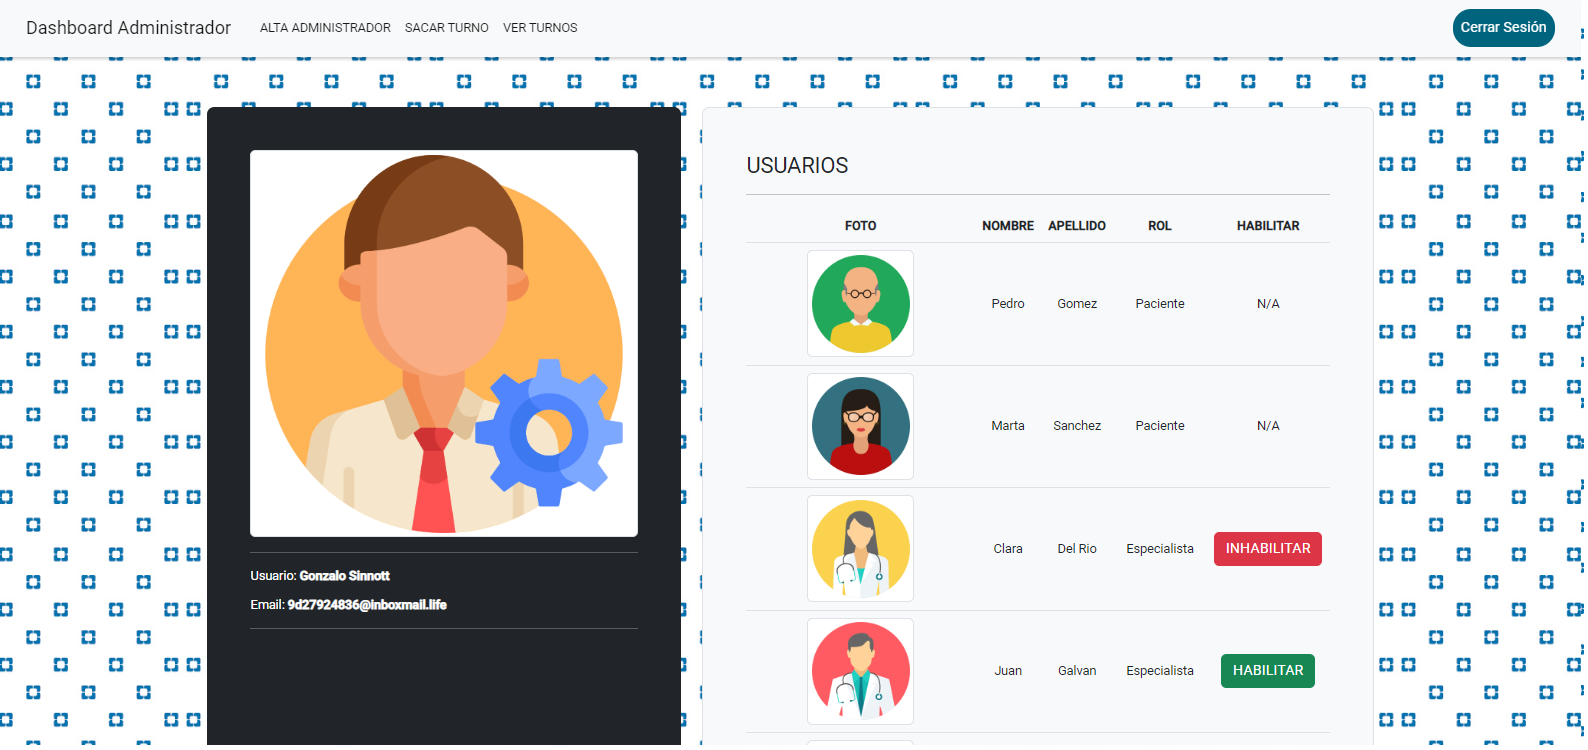 Dashboard Administrador ALTA ADMINISTRADOR SACAR TURNO VER TURNOS Cerrar Sesión
Usuario: Gonzalo Sinnott
Email: 9d27924836@inboxmail.life
USUARIOS
FOTO NOMBRE APELLIDO ROL HABILITAR
Pedro Gomez Paciente N/A
Marta Sanchez Paciente N/A
Clara Del Rio Especialista INHABILITAR
Juan Galvan Especialista HABILITAR